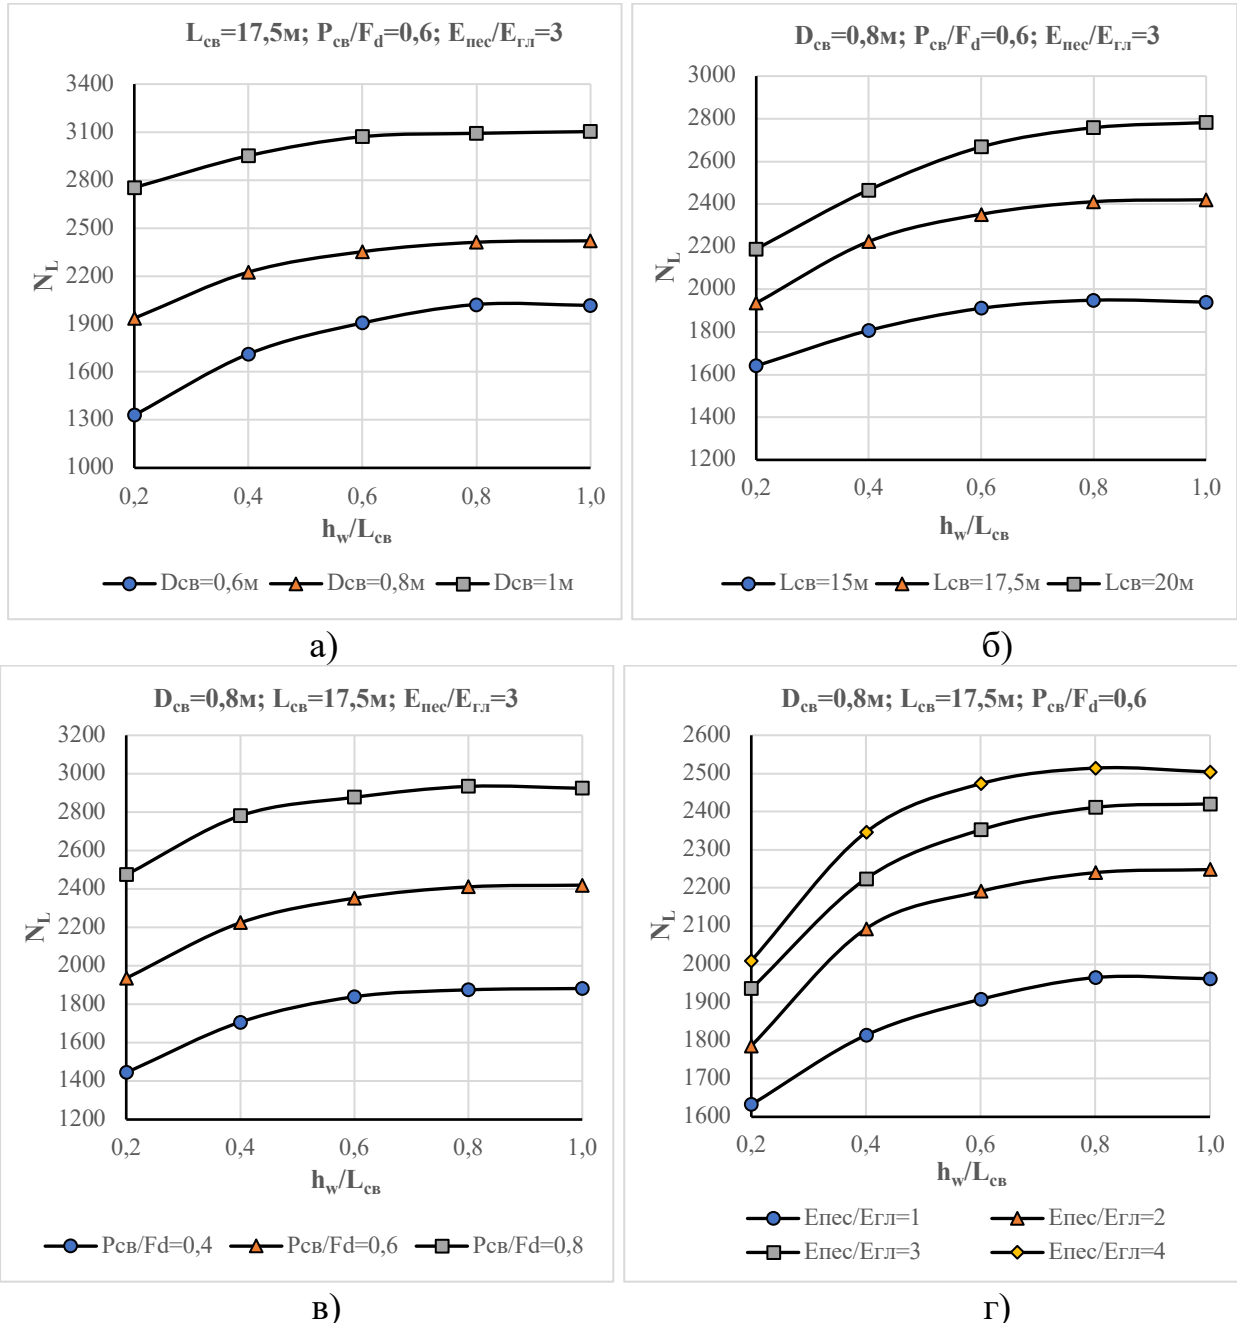 Lсв=17,5м; Pсв/Fd=0,6; Eпес/Eгл=3
3400
3100
2800
2500
2200
1900
1600
1300
1000
NL
0,2 0,4 0,6 0,8 1,0
hw/Lсв
Dсв=0,6м Dсв=0,8м Dсв=1м
а)
Dсв=0,8м; Pсв/Fd=0,6; Eпес/Eгл=3
3000
2800
2600
2400
2200
2000
1800
1600
1400
1200
NL
0,2 0,4 0,6 0,8 1,0
hw/Lсв
Lсв=15м Lсв=17,5м Lсв=20м
б)
Dсв=0,8м; Lсв=17,5м; Eпес/Eгл=3
3200
3000
2800
2600
2400
2200
2000
1800
1600
1400
1200
NL
0,2 0,4 0,6 0,8 1,0
hw/Lсв
Pсв/Fd=0,4 Pсв/Fd=0,6 Pсв/Fd=0,8
в)
Dсв=0,8м; Lсв=17,5м; Pсв/Fd=0,6
2600
2500
2400
2300
2200
2100
2000
1900
1800
1700
1600
NL
0,2 0,4 0,6 0,8 1,0
hw/Lсв
Eпес/Eгл=1 Eпес/Eгл=2
Eпес/Eгл=3 Eпес/Eгл=4
г)